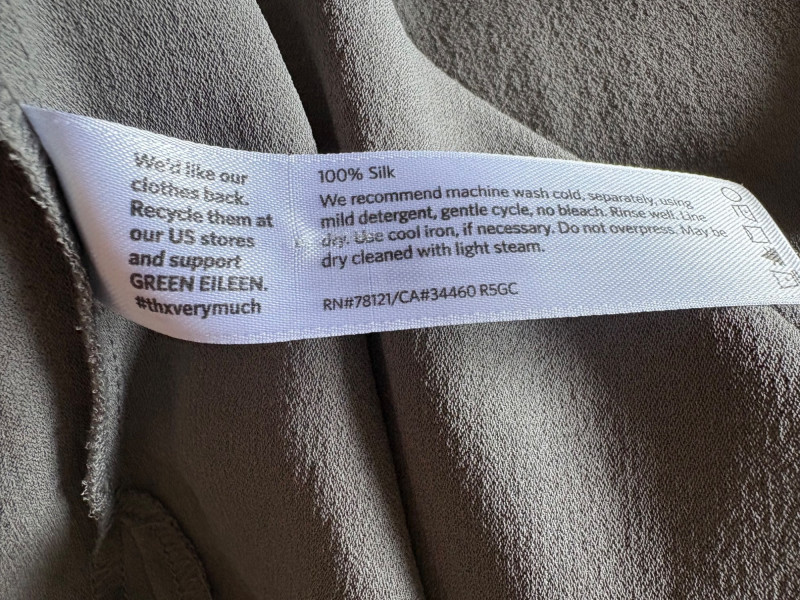 We'd like our
clothes back.
Recycle them at
our US stores
and support
GREEN EILEEN.
#thxverymuch
100% Silk
We recommend machine wash cold, separately, using
mild detergent, gentle cycle, no bleach. Rinse well. Line
dry. Use cool iron, if necessary. Do not overpress. May be
dry cleaned with light steam.
RN#78121/CA#34460 R5GC